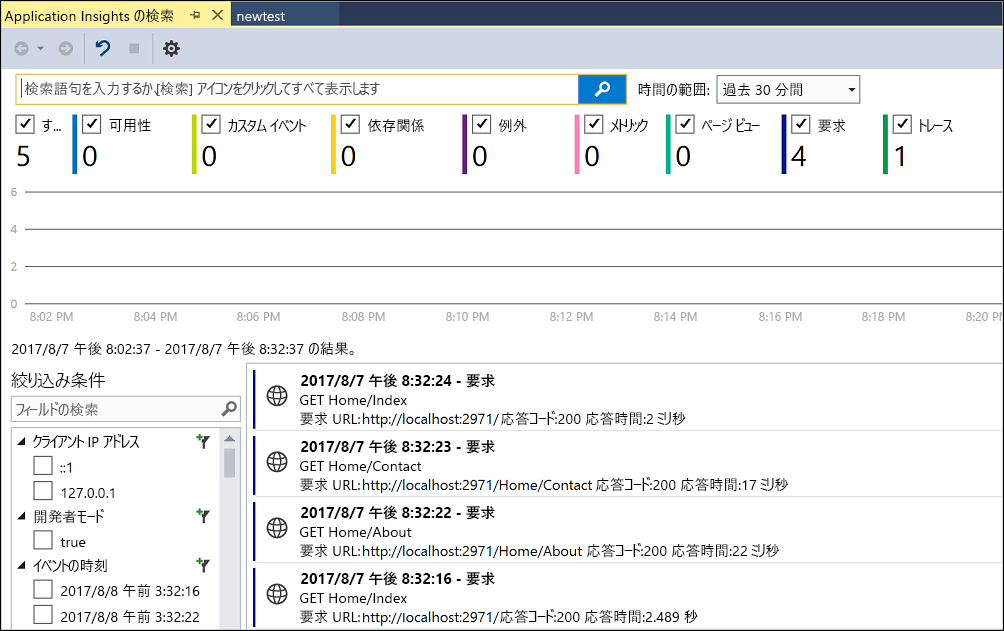 Application Insights の検索
newtest
検索語句を入力するか、[検索] アイコンをクリックしてすべて表示します
時間の範囲: 過去 30 分間
す... 可用性 カスタム イベント 依存関係 例外 メトリック ページ ビュー 要求 トレース
5 0 0 0 0 0 0 4 1
6
4
2
0
8:02 PM 8:04 PM 8:06 PM 8:08 PM 8:10 PM 8:12 PM 8:14 PM 8:16 PM 8:18 PM 8:20 PM
2017/8/7 午後 8:02:37 - 2017/8/7 午後 8:32:37 の結果。
絞り込み条件
フィールドの検索
クライアント IP アドレス
::1
127.0.0.1
開発者モード
true
イベントの時刻
2017/8/8 午前 3:32:16
2017/8/8 午前 3:32:22
2017/8/7 午後 8:32:24 - 要求
GET Home/Index
要求 URL:http://localhost:2971/ 応答コード:200 応答時間:2 ミリ秒
2017/8/7 午後 8:32:23 - 要求
GET Home/Contact
要求 URL:http://localhost:2971/Home/Contact 応答コード:200 応答時間:17 ミリ秒
2017/8/7 午後 8:32:22 - 要求
GET Home/About
要求 URL:http://localhost:2971/Home/About 応答コード:200 応答時間:22 ミリ秒
2017/8/7 午後 8:32:16 - 要求
GET Home/Index
要求 URL:http://localhost:2971/応答コード:200 応答時間:2.489 秒